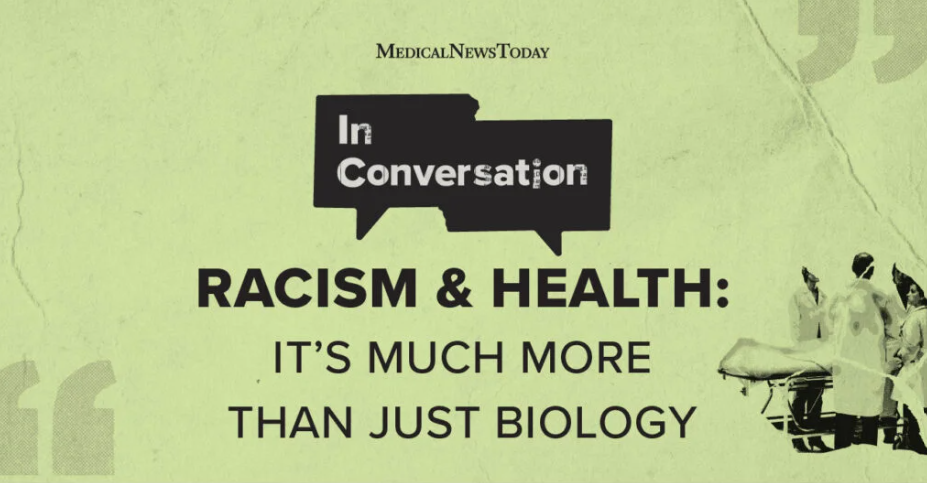 MEDICALNEWSTODAY
In
Conversation
RACISM & HEALTH:
IT'S MUCH MORE
THAN JUST BIOLOGY